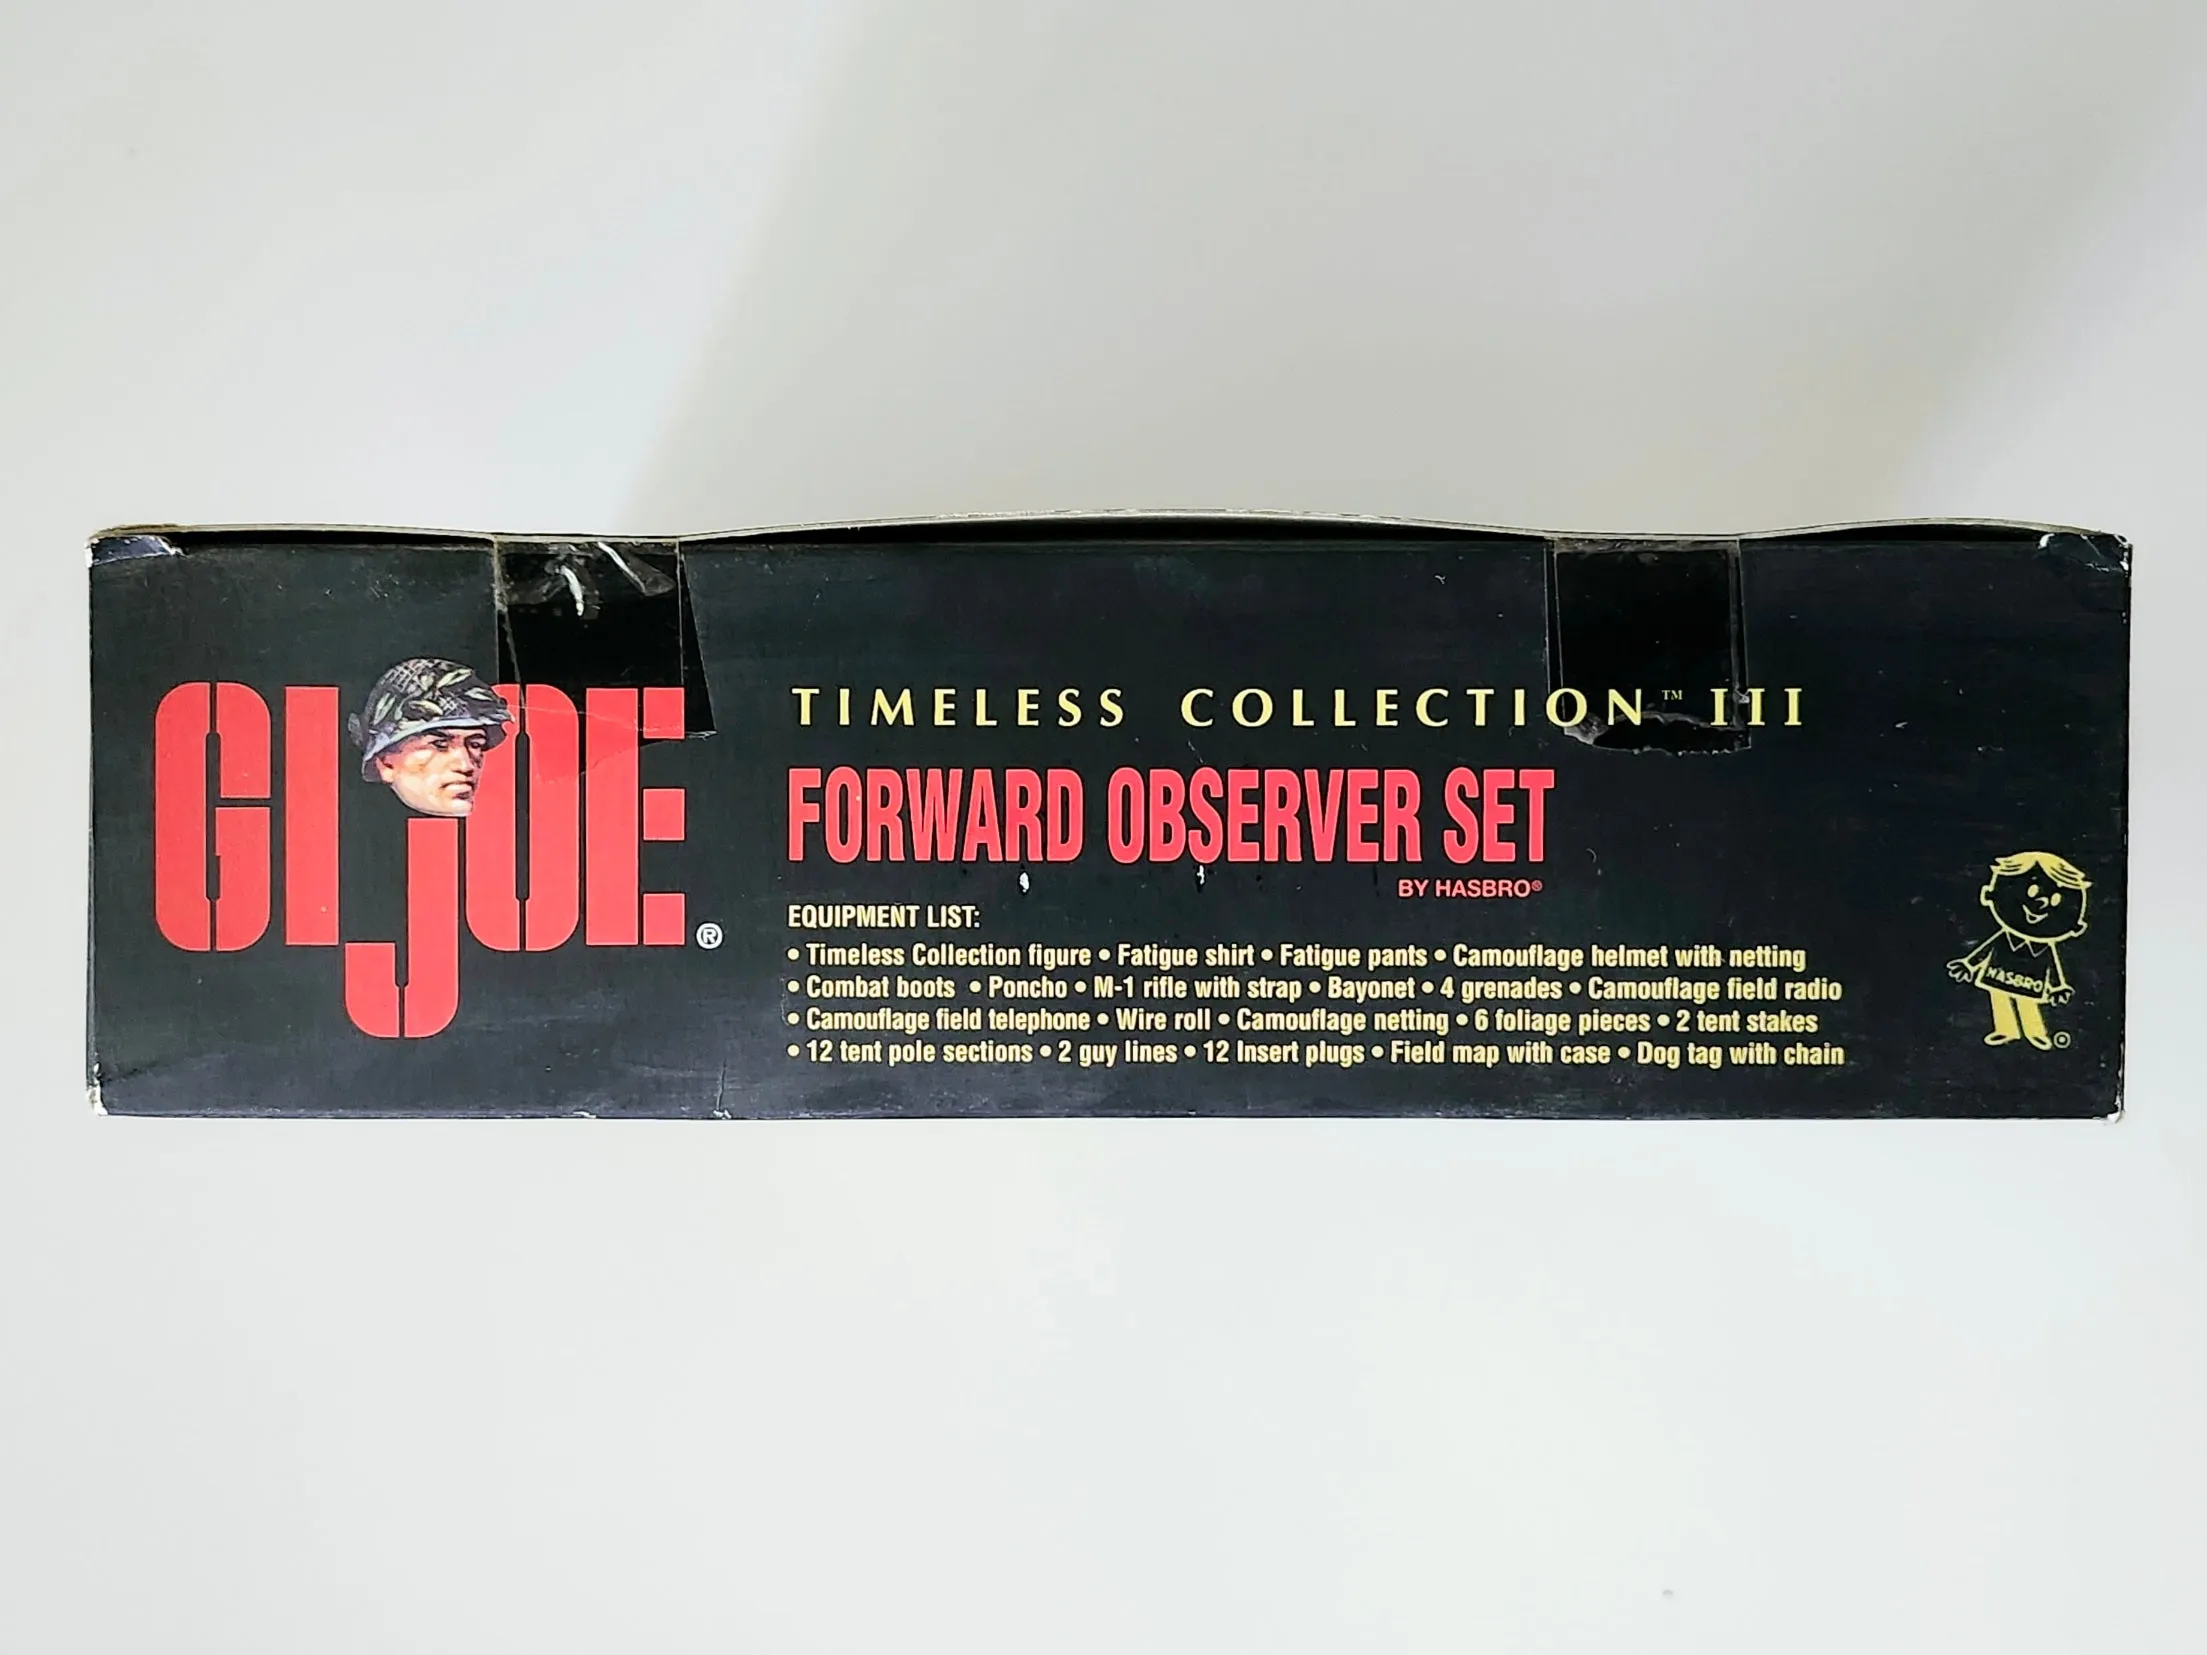 GI JOE®
TIMELESS COLLECTION™ III
FORWARD OBSERVER SET
BY HASBRO®
EQUIPMENT LIST:
• Timeless Collection figure • Fatigue shirt • Fatigue pants • Camouflage helmet with netting
• Combat boots • Poncho • M-1 rifle with strap • Bayonet • 4 grenades • Camouflage field radio
• Camouflage field telephone • Wire roll • Camouflage netting • 6 foliage pieces • 2 tent stakes
• 12 tent pole sections • 2 guy lines • 12 Insert plugs • Field map with case • Dog tag with chain
HASBRO
®